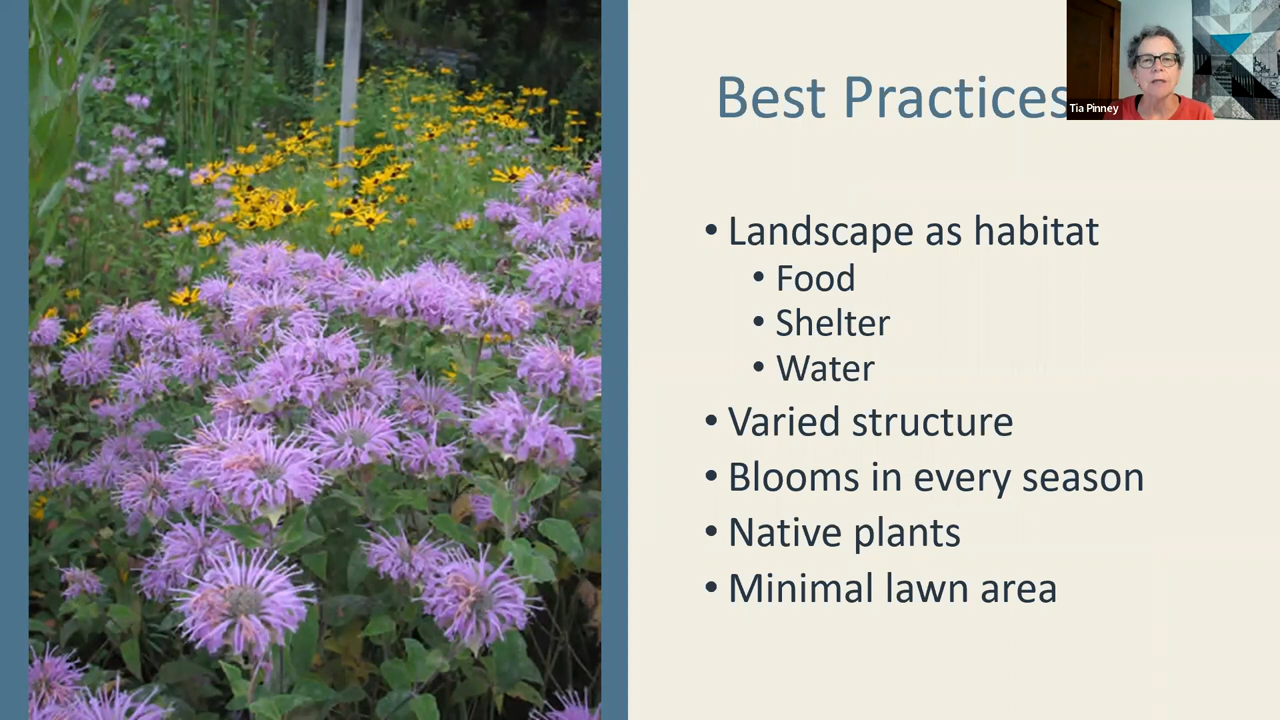 Best Practices
Tia Pinney
• Landscape as habitat
• Food
• Shelter
• Water
• Varied structure
• Blooms in every season
• Native plants
• Minimal lawn area